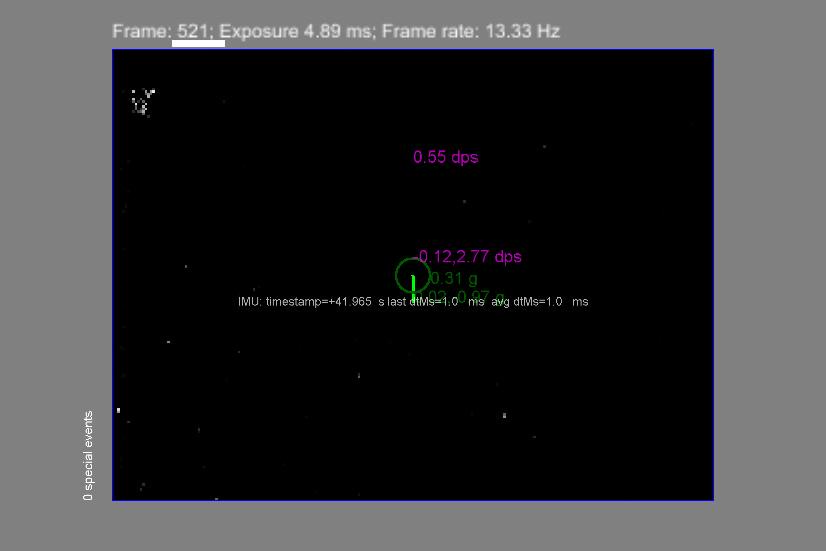 Frame: 521; Exposure 4.89 ms; Frame rate: 13.33 Hz
0.55 dps
-0.12,2.77 dps
0.31 g
IMU: timestamp=+41.965 s last dtMs=1.0 ms avg dtMs=1.0 ms
0 special events